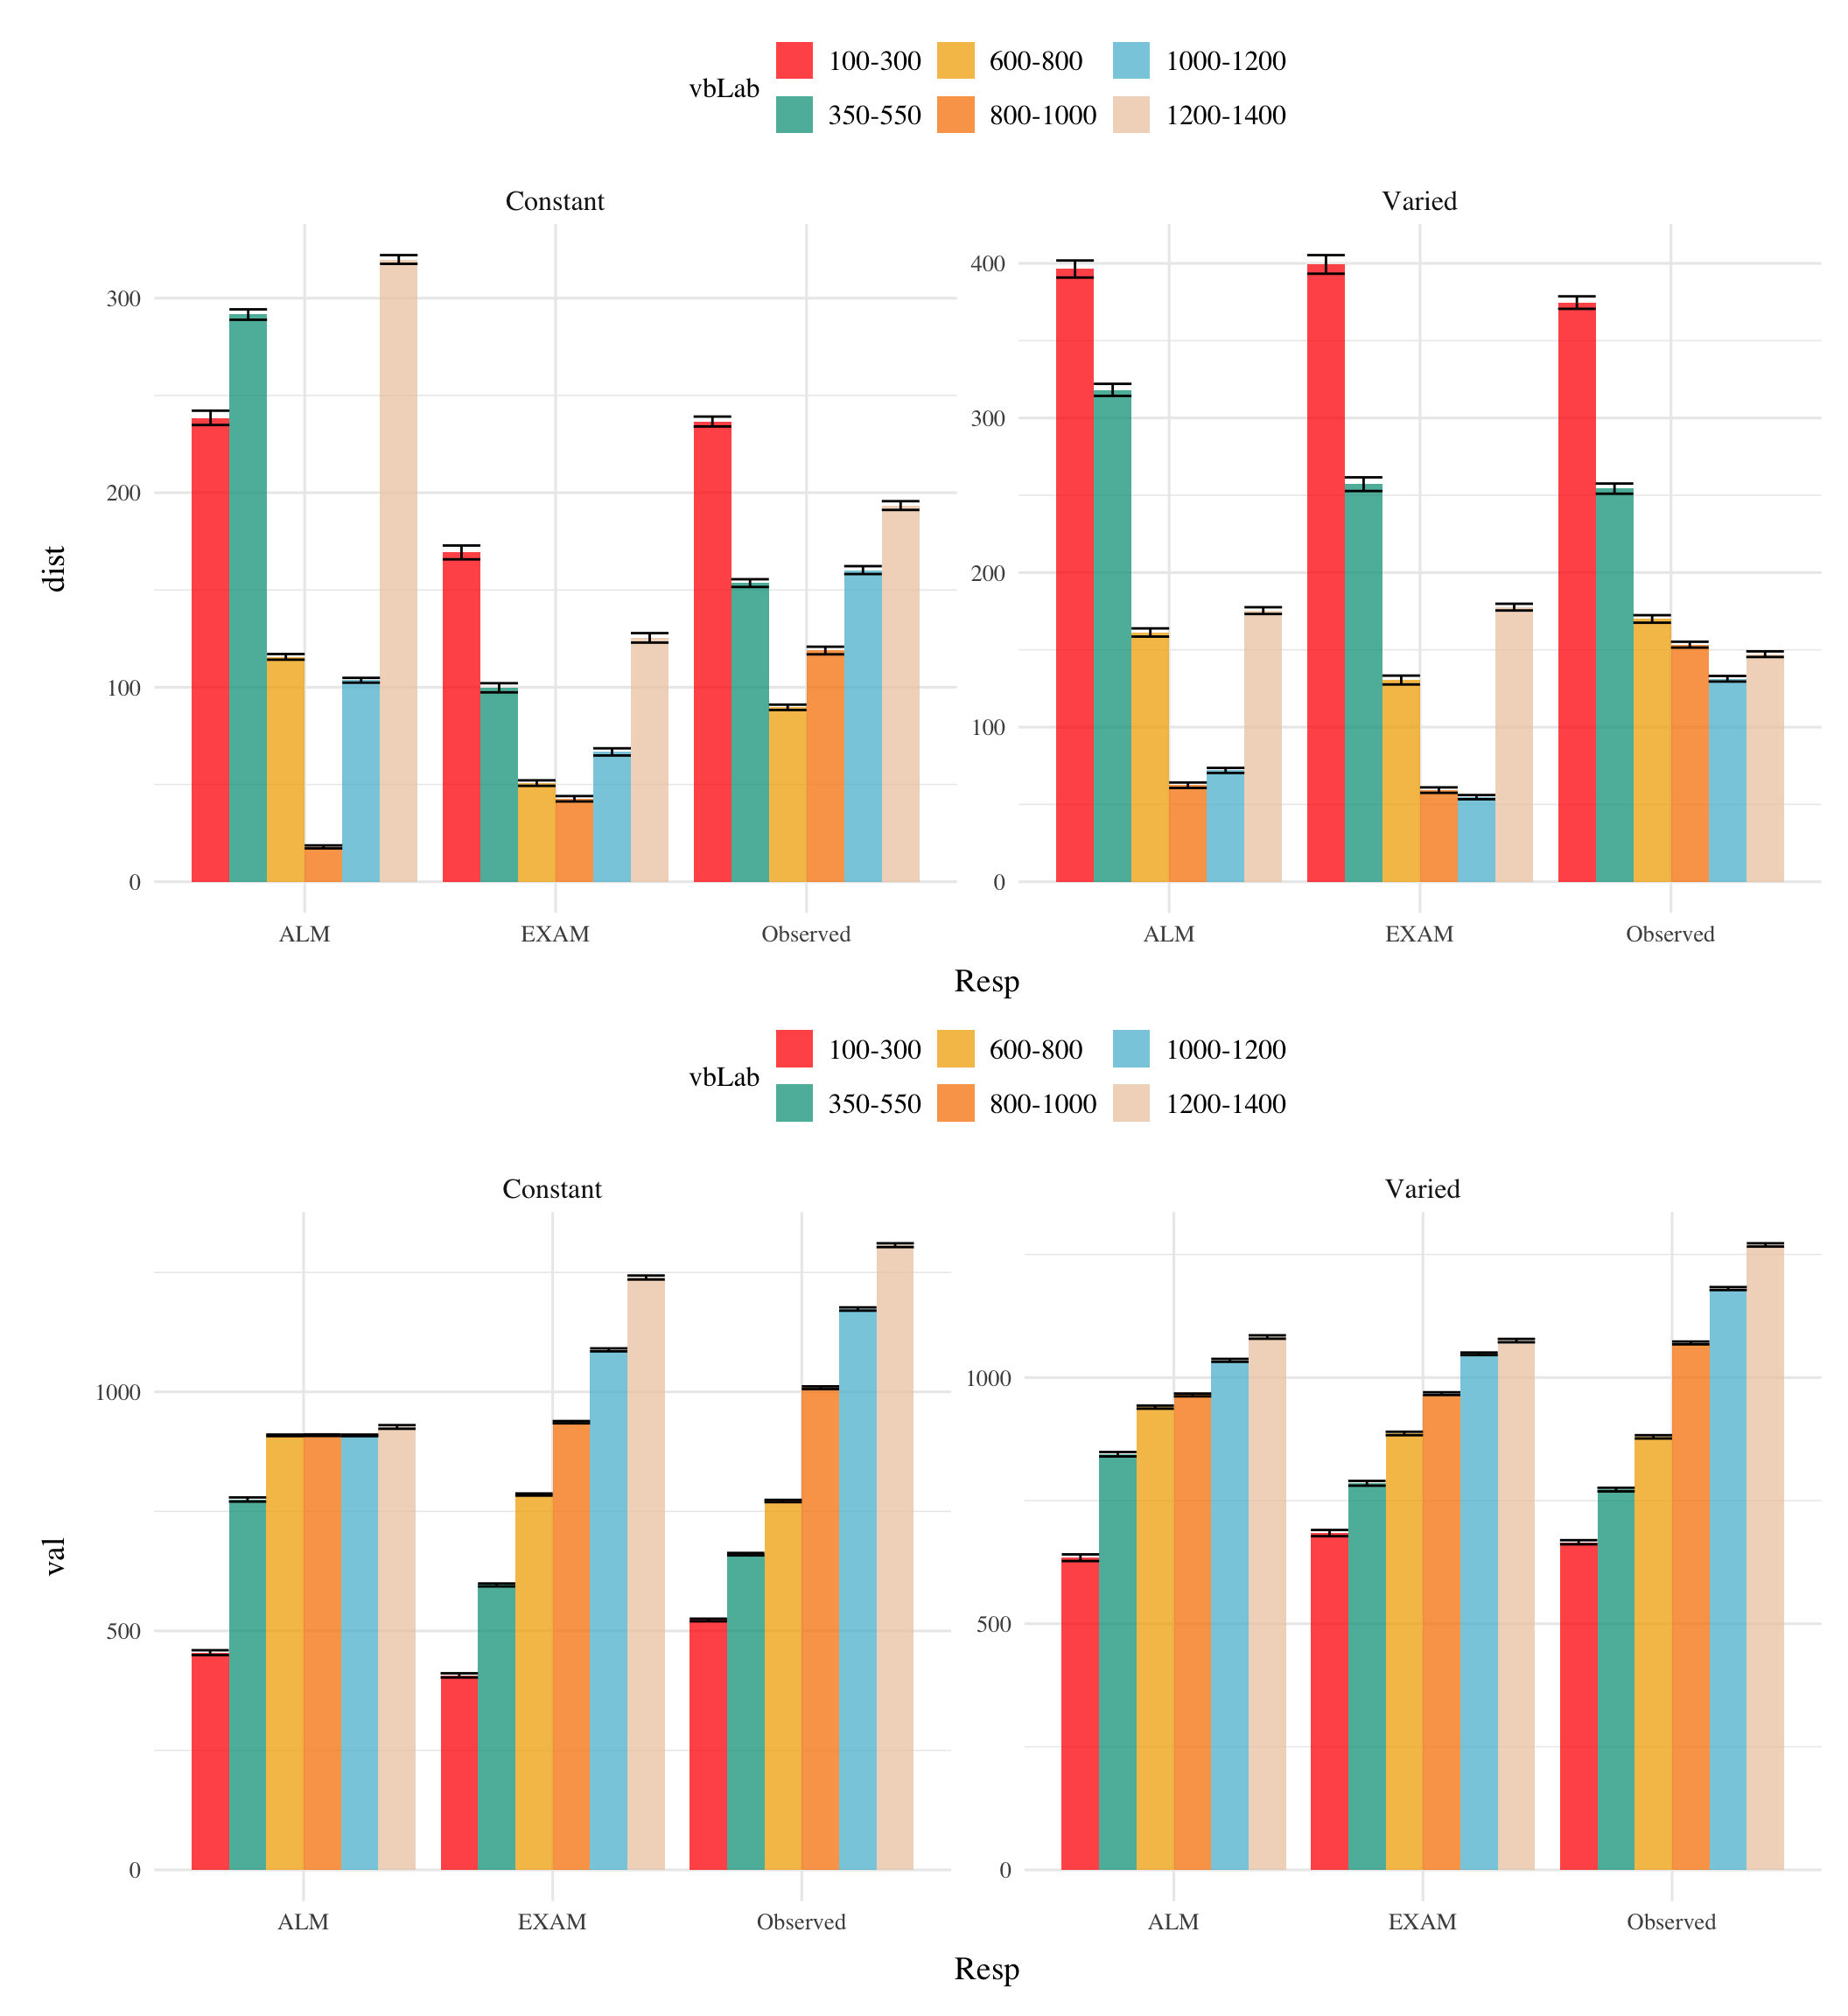 vbLab
100-300 600-800 1000-1200
350-550 800-1000 1200-1400
Constant Varied
dist
300
200
100
0
400
300
200
100
0
ALM EXAM Observed ALM EXAM Observed
Resp
vbLab
100-300 600-800 1000-1200
350-550 800-1000 1200-1400
Constant Varied
val
1000
500
0
1000
500
0
ALM EXAM Observed ALM EXAM Observed
Resp